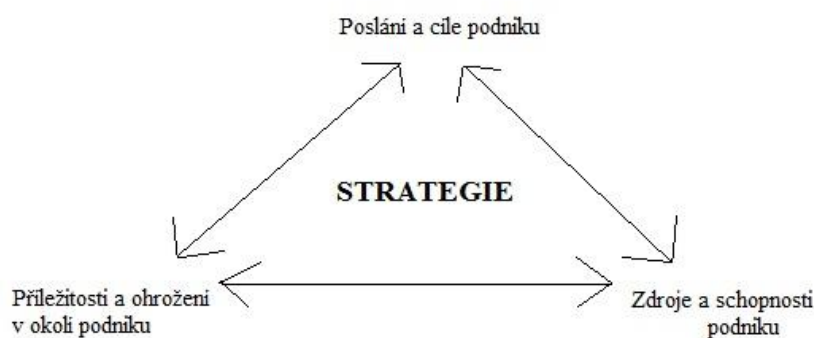 Poslání a cíle podniku
STRATEGIE
Příležitosti a ohrožení
v okolí podniku
Zdroje a schopnosti
podniku